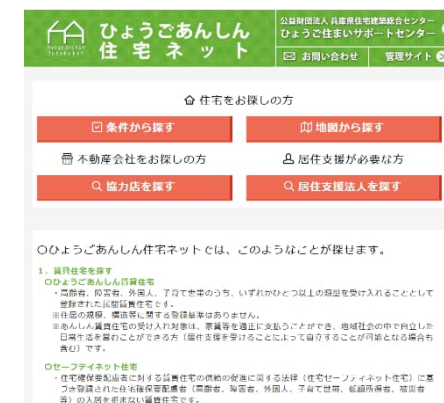 ひょうごあんしん
住宅ネット
公益財団法人 兵庫県住宅建築総合センター
ひょうご住まいサポートセンター
お問い合わせ
管理サイト
住宅をお探しの方
条件から探す
地図から探す
不動産会社をお探しの方
居住支援が必要な方
協力店を探す
居住支援法人を探す
〇ひょうごあんしん住宅ネットでは、このようなことが探せます。
1. 賃貸住宅を探す
〇ひょうごあんしん賃貸住宅
・高齢者、障害者、外国人、子育て世帯のうち、いずれかひとつ以上の類型を受け入れることとして
登録された民間賃貸住宅です。
※住居の規模、構造等に関する登録基準はありません。
※あんしん賃貸住宅の受け入れ対象は、家賃等を適正に支払うことができ、地域社会の中で自立した
日常生活を営むことができる方（居住支援を受けることによって自立することが可能となる場合も
含む）です。
〇セーフティネット住宅
・住宅確保要配慮者に対する賃貸住宅の供給の促進に関する法律（住宅セーフティネット住宅）に基
づき登録された住宅確保要配慮者（高齢者、障害者、外国人、子育て世帯、低額所得者、被災者
等）の入居を拒まない賃貸住宅です。